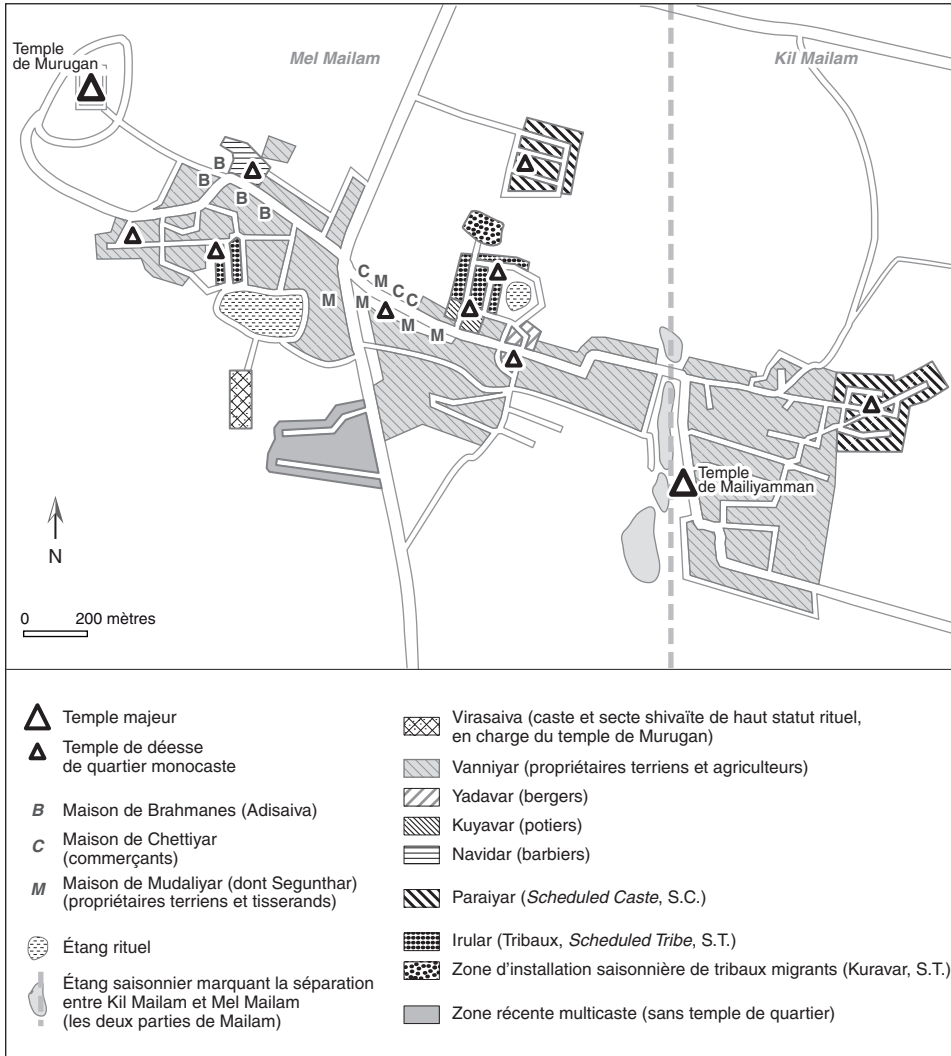 Temple
de Murugan
Mel Mailam
Kil Mailam
B
B
B
B
C
M
C
C
M
M
M
M
Temple
de Mailiyamman
N
0 200 mètres
Temple majeur
Temple de déesse
de quartier monocaste
B Maison de Brahmanes (Adisaiva)
C Maison de Chettiyar
(commerçants)
M Maison de Mudaliyar (dont Segunthar)
(propriétaires terriens et tisserands)
Étang rituel
Étang saisonnier marquant la séparation
entre Kil Mailam et Mel Mailam
(les deux parties de Mailam)
Virasaiva (caste et secte shivaïte de haut statut rituel,
en charge du temple de Murugan)
Vanniyar (propriétaires terriens et agriculteurs)
Yadavar (bergers)
Kuyavar (potiers)
Navidar (barbiers)
Paraiyar (Scheduled Caste, S.C.)
Irular (Tribaux, Scheduled Tribe, S.T.)
Zone d'installation saisonnière de tribaux migrants (Kuravar, S.T.)
Zone récente multicaste (sans temple de quartier)